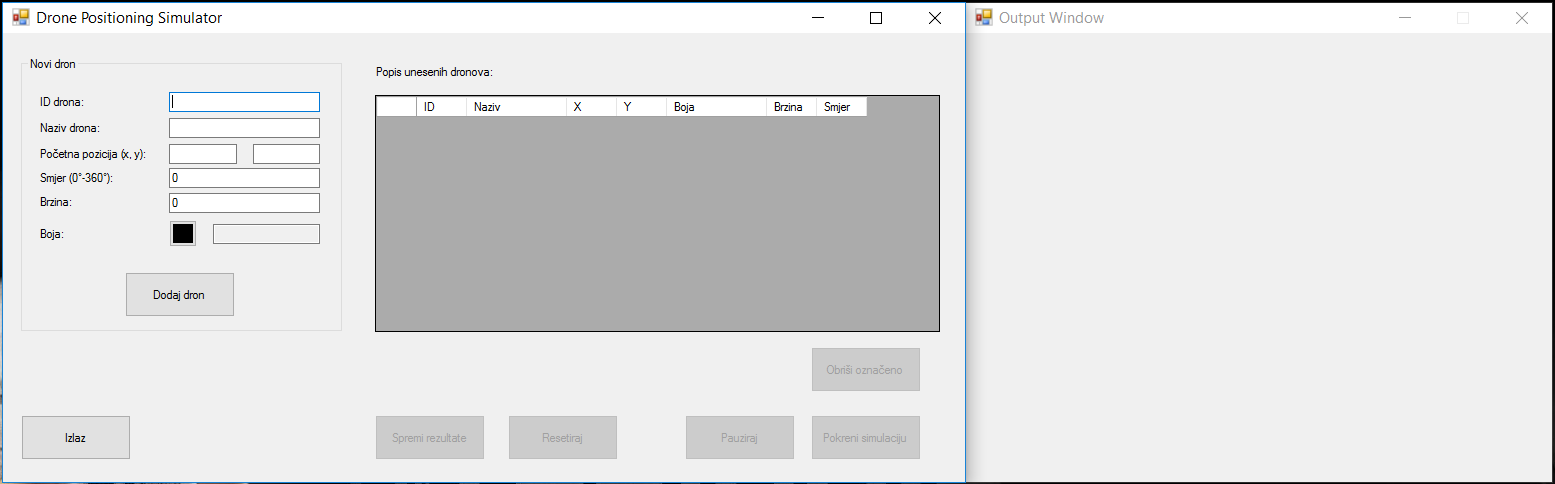 Drone Positioning Simulator
Output Window
Novi dron
ID drona:
Naziv drona:
Početna pozicija (x, y):
Smjer (0°-360°):
0
Brzina:
0
Boja:
Dodaj dron
Popis unesenih dronova:
ID Naziv X Y Boja Brzina Smjer
Obriši označeno
Izlaz
Spremi rezultate
Resetiraj
Pauziraj
Pokreni simulaciju